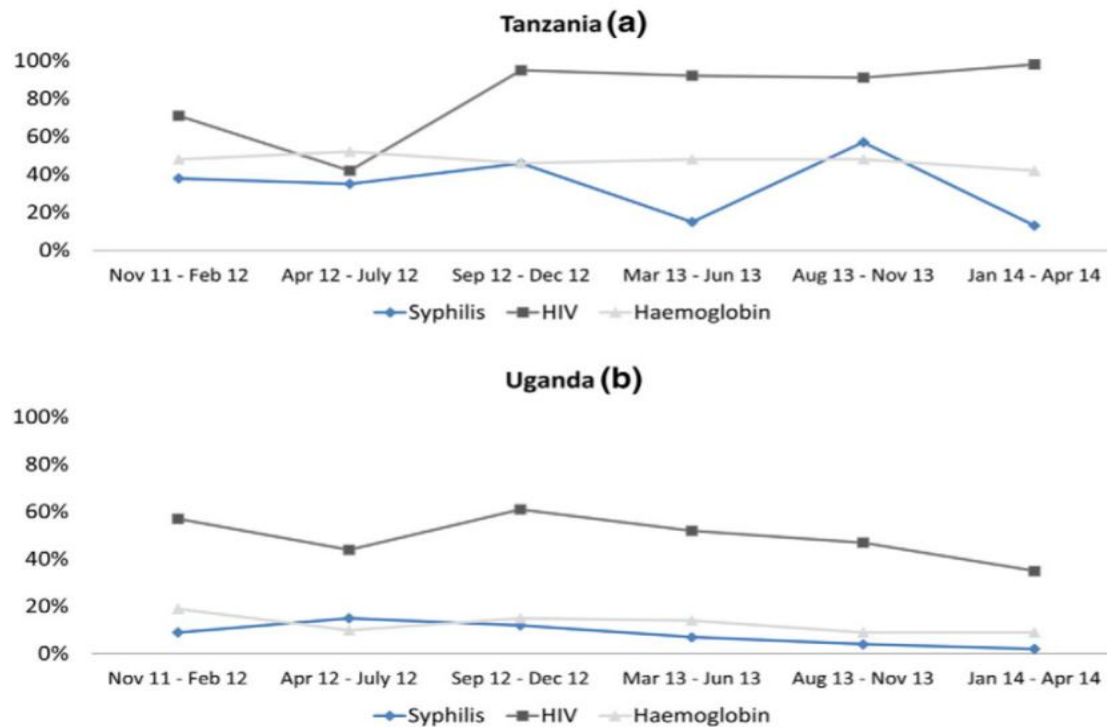 Tanzania (a)
100%
80%
60%
40%
20%
0%
Nov 11 - Feb 12 Apr 12 - July 12 Sep 12 - Dec 12 Mar 13 - Jun 13 Aug 13 - Nov 13 Jan 14 - Apr 14
Syphilis HIV Haemoglobin
Uganda (b)
100%
80%
60%
40%
20%
0%
Nov 11 - Feb 12 Apr 12 - July 12 Sep 12 - Dec 12 Mar 13 - Jun 13 Aug 13 - Nov 13 Jan 14 - Apr 14
Syphilis HIV Haemoglobin